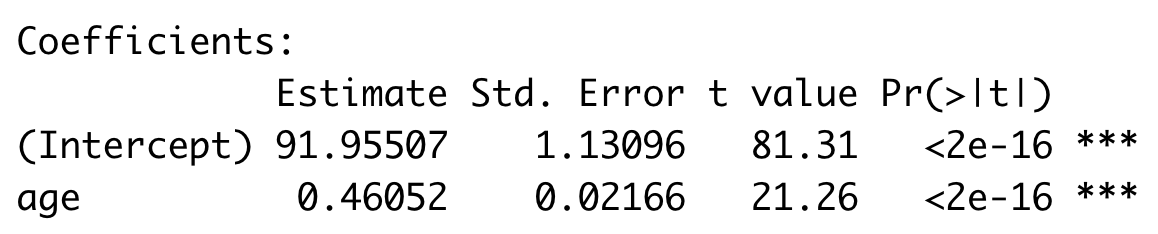 Coefficients:
Estimate Std. Error t value Pr(>|t|)
(Intercept) 91.95507 1.13096 81.31 <2e-16 ***
age 0.46052 0.02166 21.26 <2e-16 ***